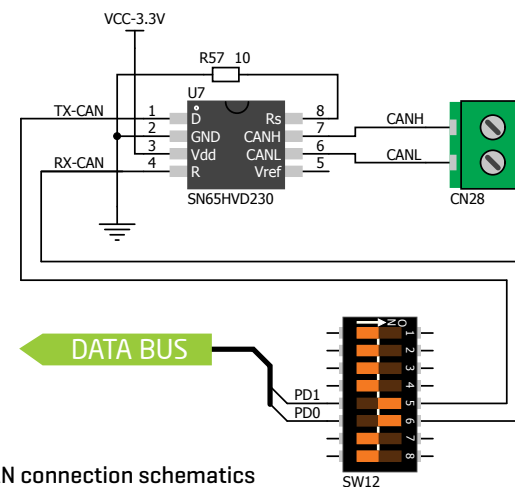 VCC-3.3V
R57 10
U7
TX-CAN 1 D Rs 8
2 GND CANH 7 CANH
3 Vdd CANL 6 CANL
RX-CAN 4 R Vref 5
SN65HVD230
CN28
DATA BUS
ON
1
2
3
4
PD1 5
PD0 6
7
8
SW12
N connection schematics